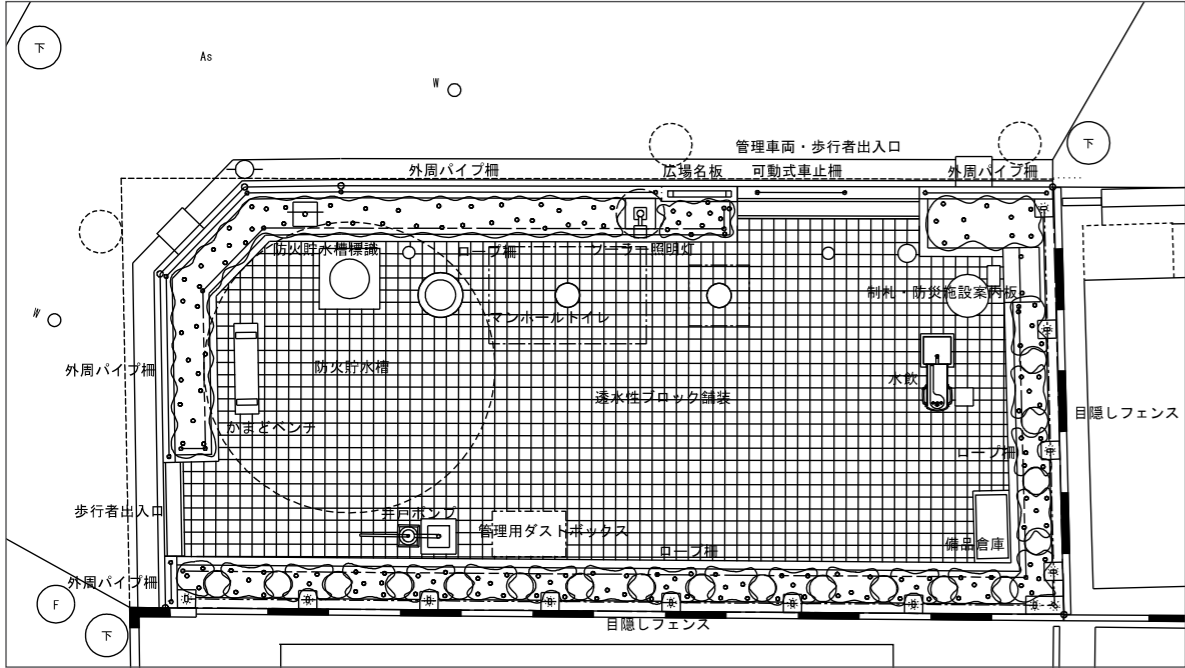 下
As
W
管理車両・歩行者出入口
下
外周パイプ柵
広場名板
可動式車止柵
外周パイプ柵
防火貯水槽標識
ロープ柵
ソーラー照明灯
制札・防災施設案内板
W
マンホールトイレ
外周パイプ柵
防火貯水槽
水飲
透水性ブロック舗装
目隠しフェンス
かまどベンチ
ロープ柵
歩行者出入口
井戸ポンプ
管理用ダストボックス
ロープ柵
備品倉庫
外周パイプ柵
F
下
目隠しフェンス